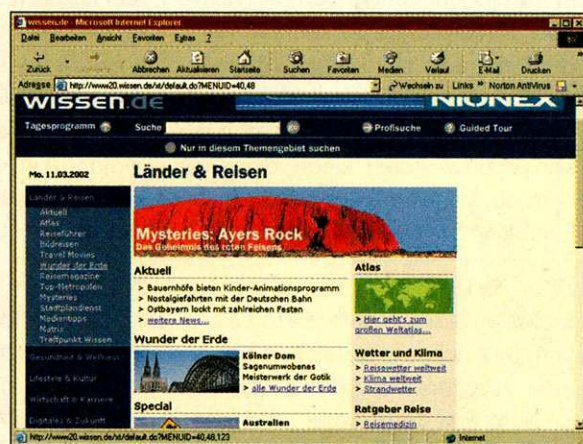 wissen.de - Microsoft Internet Explorer
Datei Bearbeiten Ansicht Favoriten Extras ?
Zurück Abbrechen Aktualisieren Startseite Suchen Favoriten Medien Verlauf E-Mail Drucken
Adresse http://www20.wissen.de/xt/default.do?MENUID=40,48 Wechseln zu Links Norton AntiVirus
WISSEN.DE NIONEX
Tagesprogramm Suche Profisuche Guided Tour
Nur in diesem Themengebiet suchen
Mo. 11.03.2002
Länder & Reisen
Länder & Reisen
Aktuell
Atlas
Reiseführer
Bildreisen
Travel Movies
Wunder der Erde
Reisemagazine
Top-Metropolen
Mysteries
Stadtplandienst
Medientipps
Matrix
Treffpunkt Wissen
Gesundheit & Wellness
Lifestyle & Kultur
Wirtschaft & Karriere
Digitales & Zukunft
Mysteries: Ayers Rock
Das Geheimnis des roten Felsens
Aktuell
> Bauernhöfe bieten Kinder-Animationsprogramm
> Nostalgiefahrten mit der Deutschen Bahn
> Ostbayern lockt mit zahlreichen Festen
> weitere News...
Wunder der Erde
Kölner Dom
Sagenumwobenes
Meisterwerk der Gotik
> alle Wunder der Erde
Special
Australien
Atlas
> Hier geht's zum
großen Weltatlas...
Wetter und Klima
> Reisewetter weltweit
> Klima weltweit
> Strandwetter
Ratgeber Reise
> Reisemedizin
http://www20.wissen.de/xt/default.do?MENUID=40,48,123 Internet